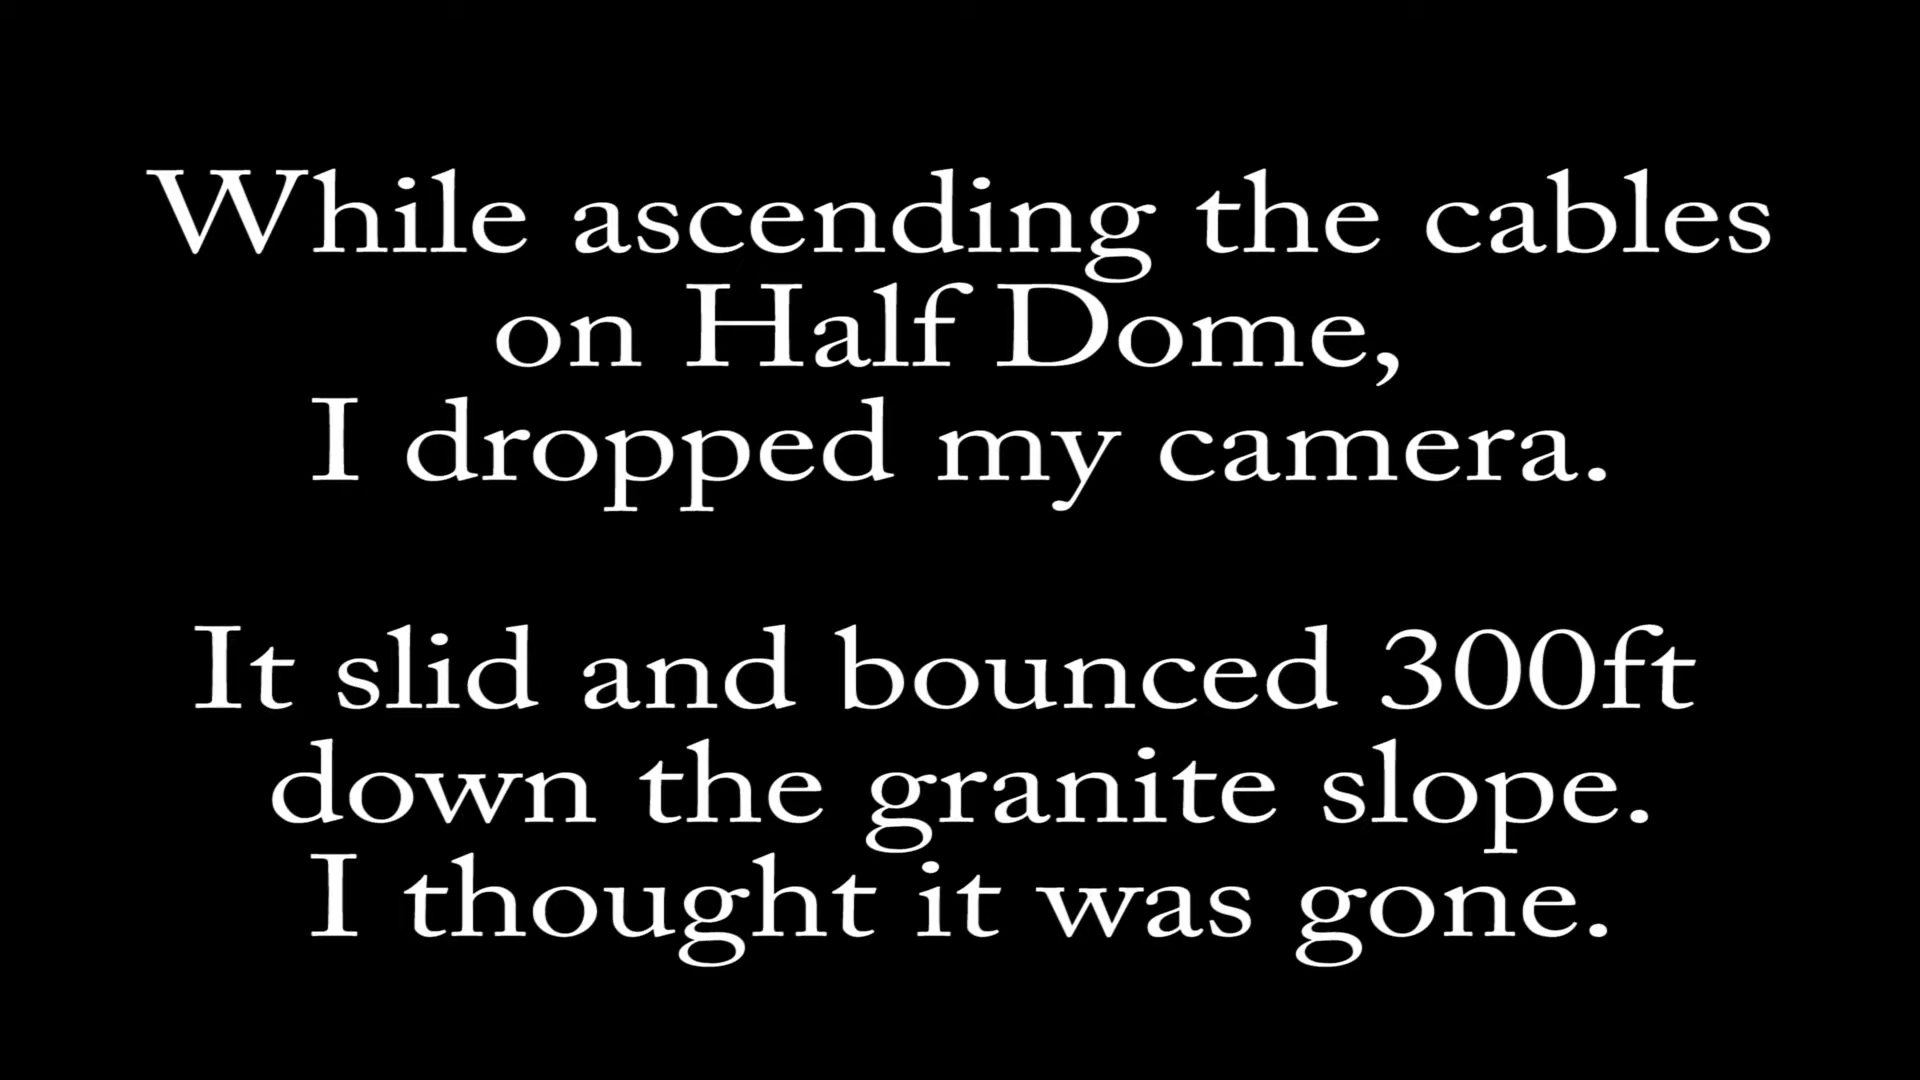 While ascending the cables
on Half Dome,
I dropped my camera.
It slid and bounced 300ft
down the granite slope.
I thought it was gone.